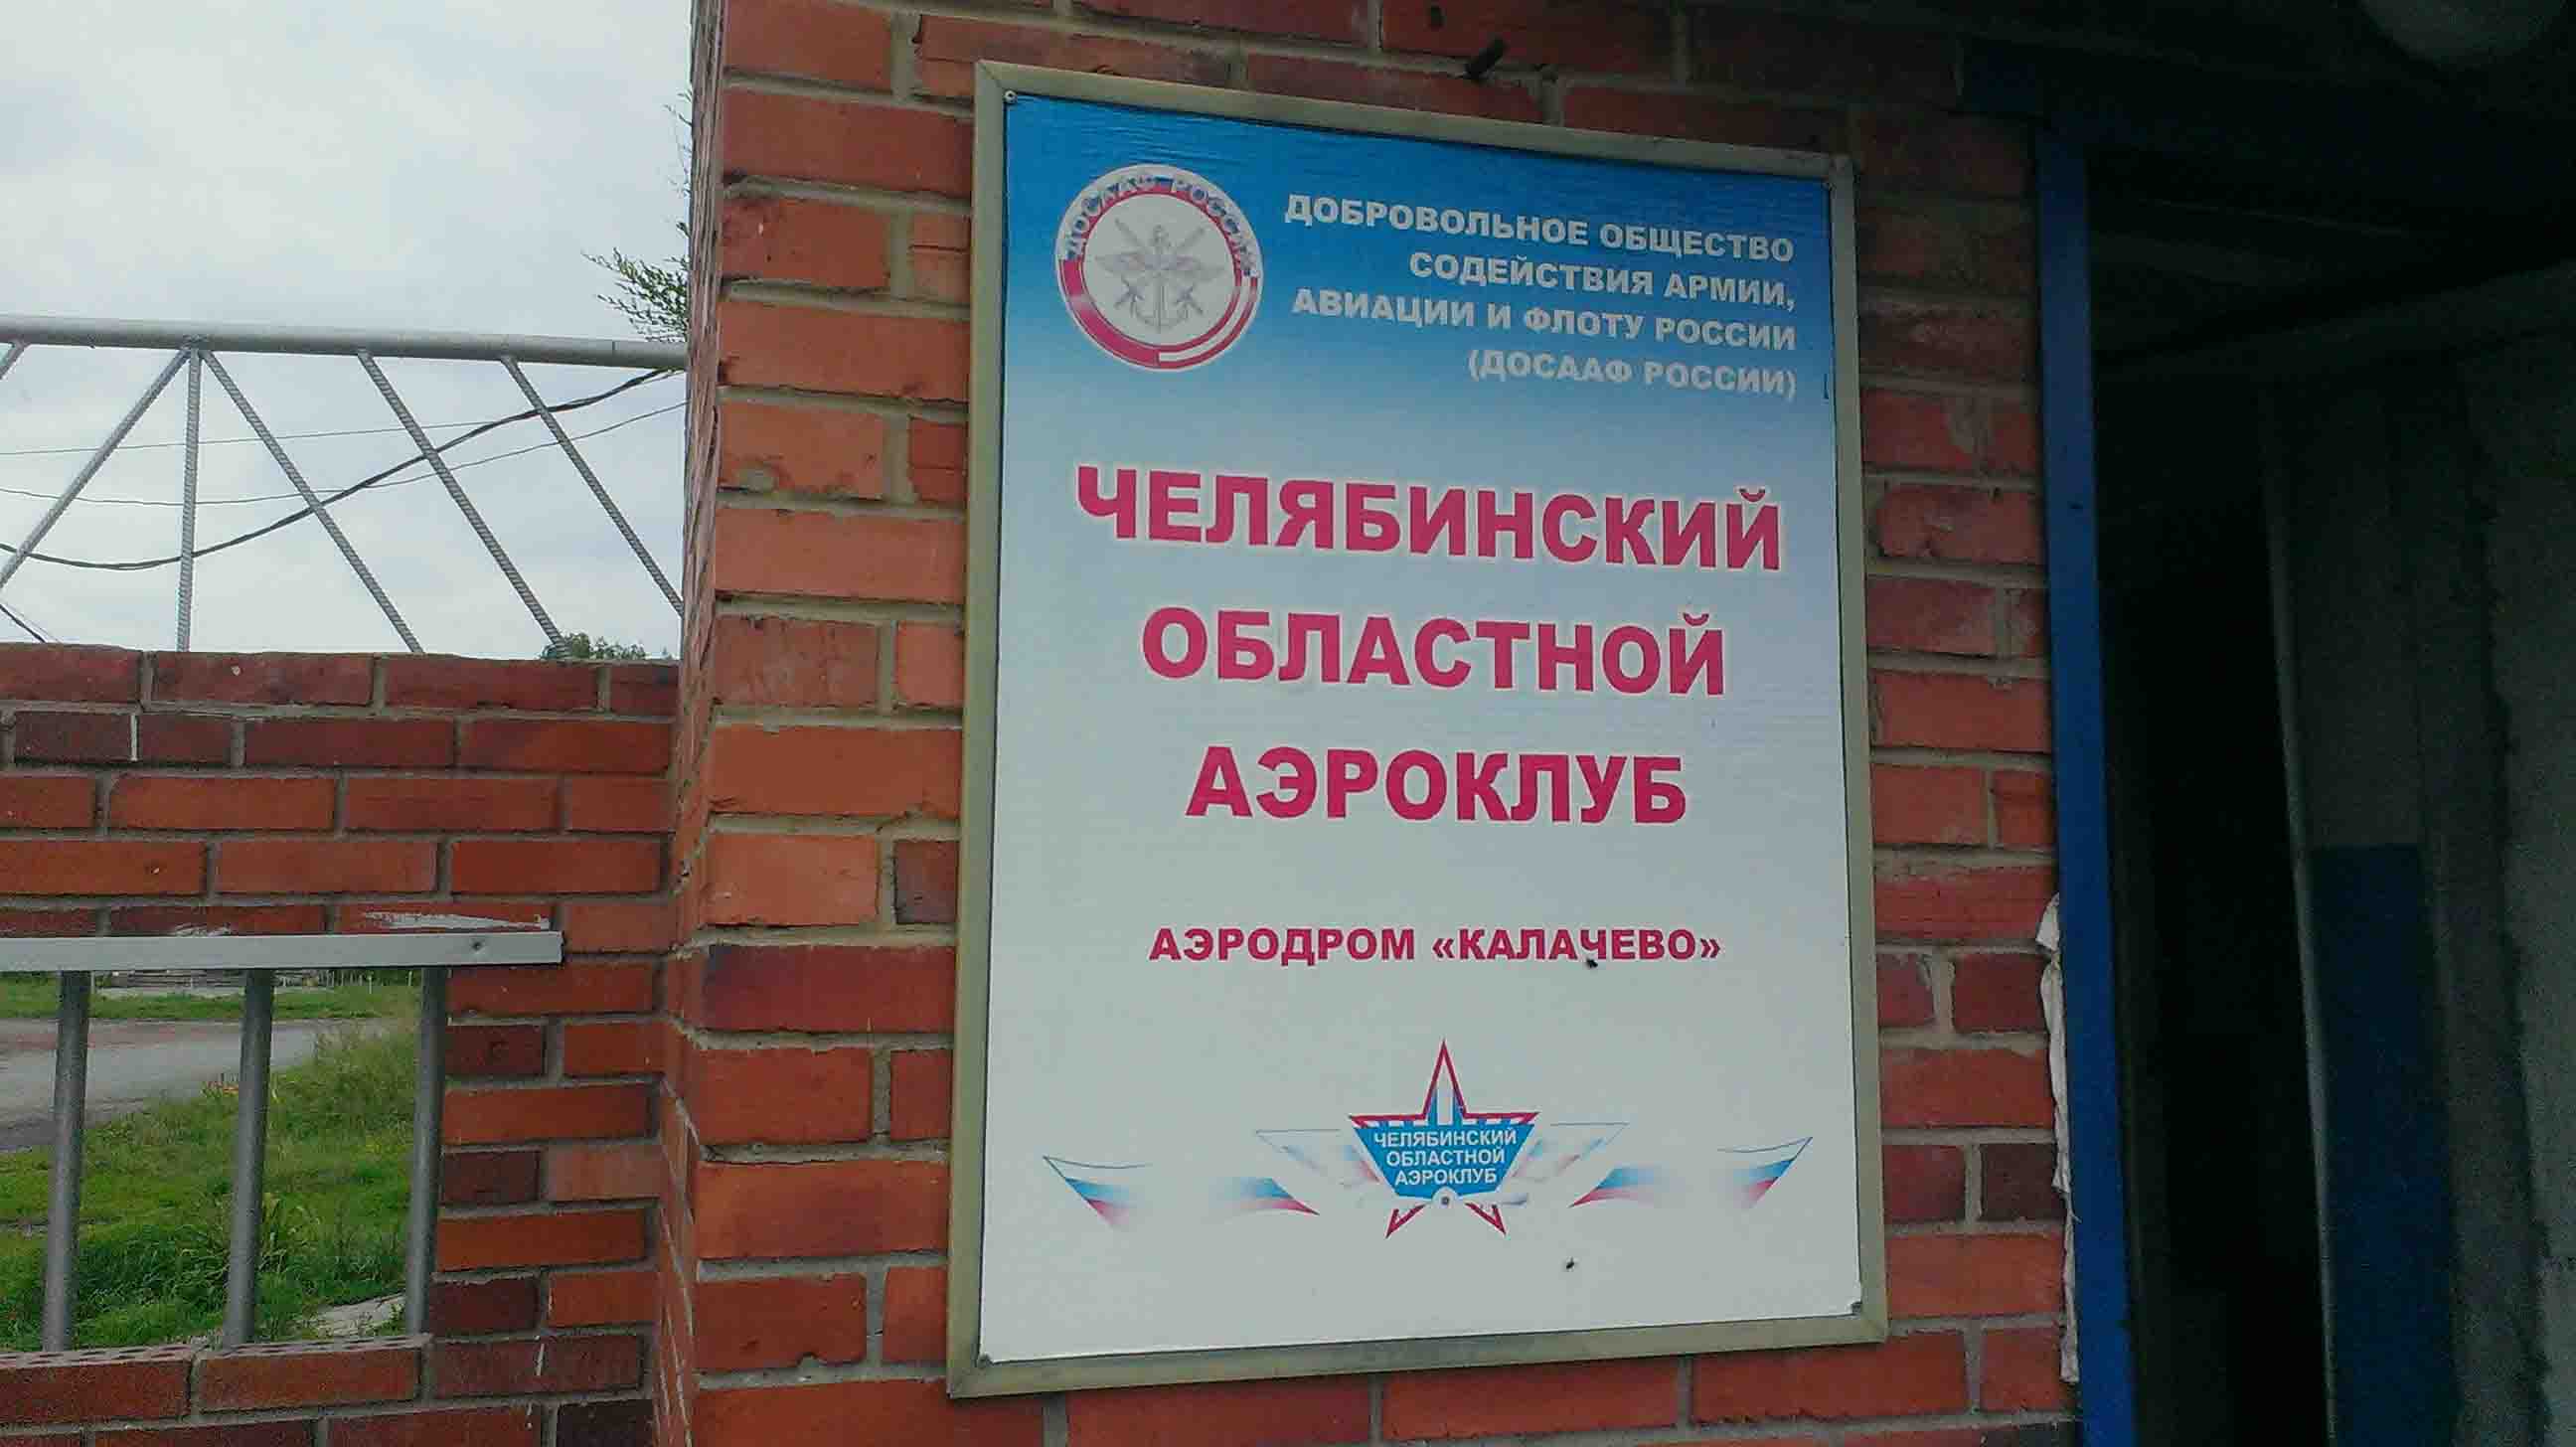 ДОСААФ РОССИИ
ДОБРОВОЛЬНОЕ ОБЩЕСТВО
СОДЕЙСТВИЯ АРМИИ,
АВИАЦИИ И ФЛОТУ РОССИИ
(ДОСААФ РОССИИ)
ЧЕЛЯБИНСКИЙ
ОБЛАСТНОЙ
АЭРОКЛУБ
АЭРОДРОМ «КАЛАЧЕВО»
ЧЕЛЯБИНСКИЙ
ОБЛАСТНОЙ
АЭРОКЛУБ